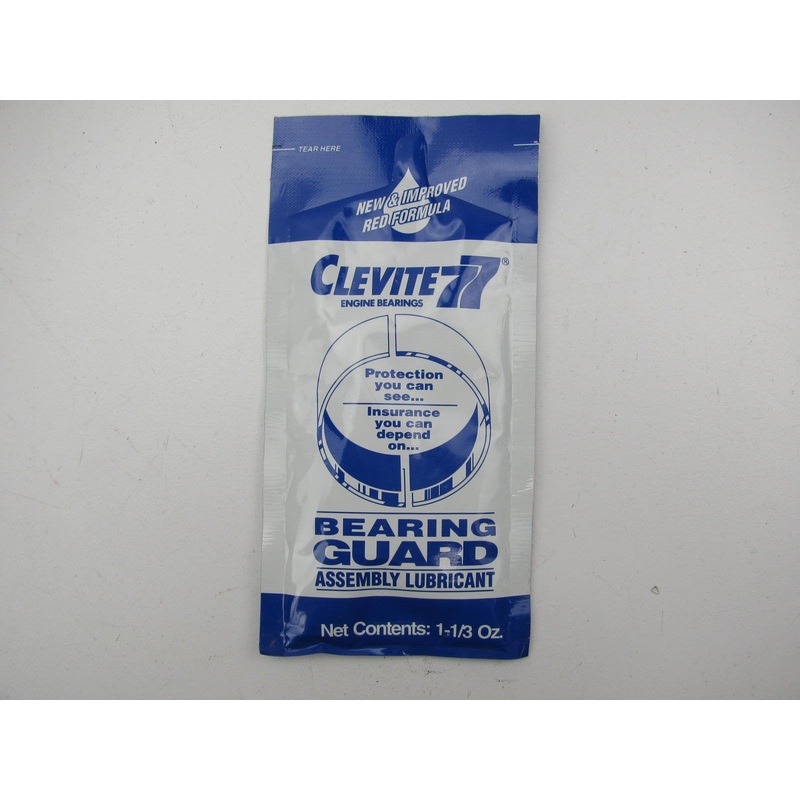 TEAR HERE
NEW & IMPROVED
RED FORMULA
CLEVITE 77®
ENGINE BEARINGS
Protection
you can
see...
Insurance
you can
depend
on...
BEARING
GUARD
ASSEMBLY LUBRICANT
Net Contents: 1-1/3 Oz.